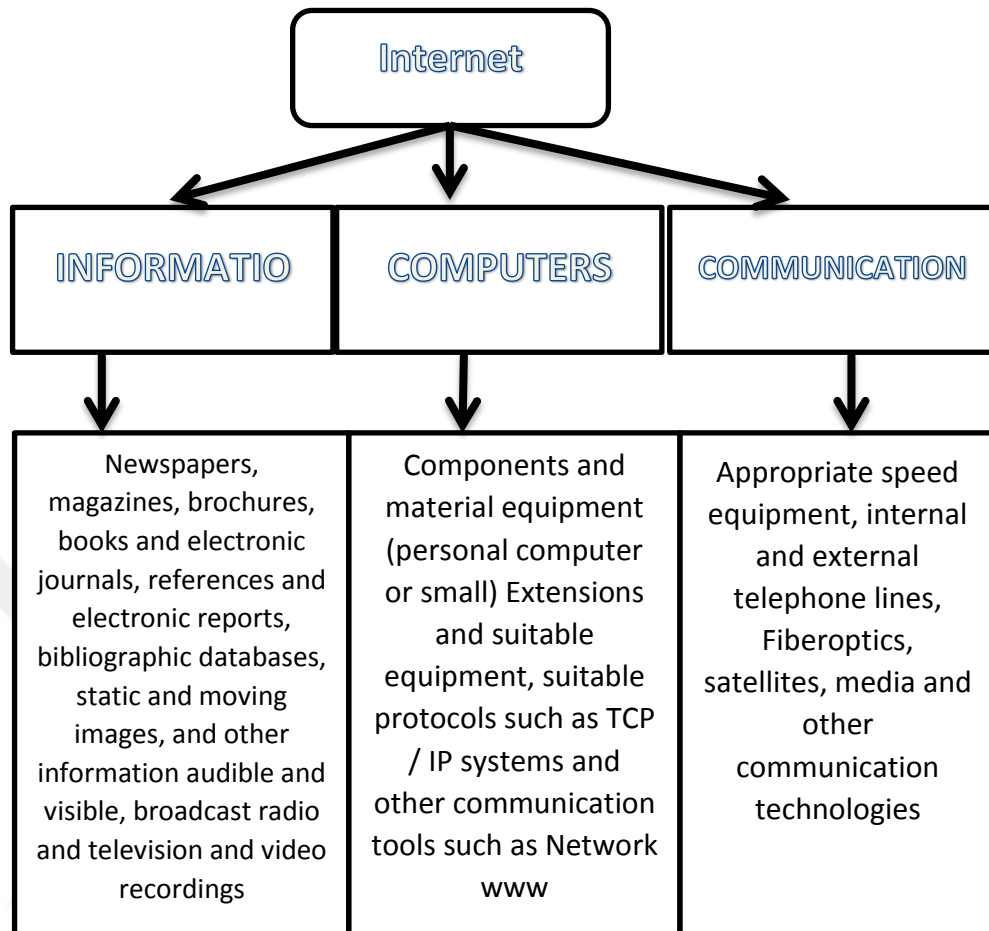 Internet
INFORMATIO
COMPUTERS
COMMUNICATION
Newspapers,
magazines, brochures,
books and electronic
journals, references and
electronic reports,
bibliographic databases,
static and moving
images, and other
information audible and
visible, broadcast radio
and television and video
recordings
Components and
material equipment
(personal computer
or small) Extensions
and suitable
equipment, suitable
protocols such as TCP
/ IP systems and
other communication
tools such as Network
www
Appropriate speed
equipment, internal
and external
telephone lines,
Fiberoptics,
satellites, media and
other
communication
technologies